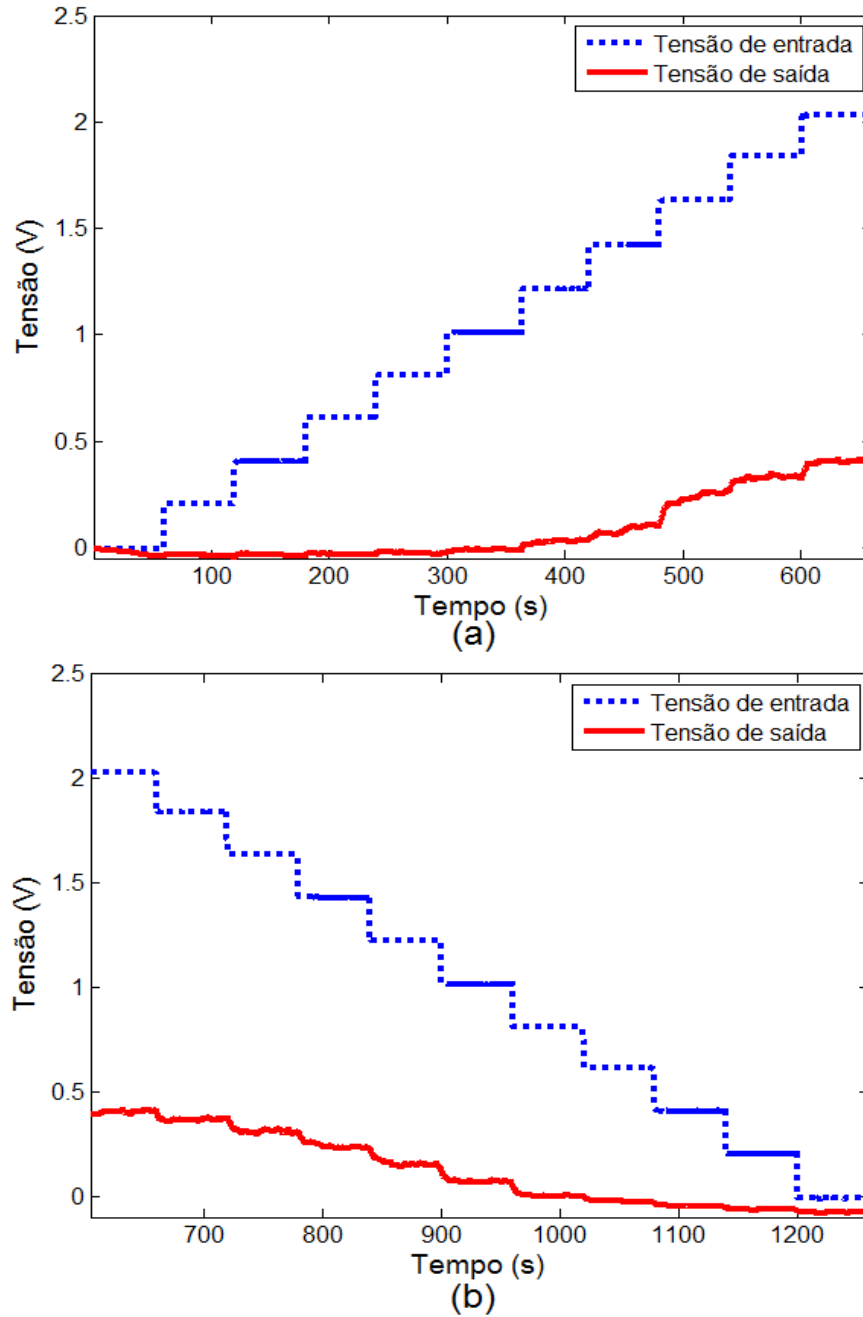 2.5
Tensão de entrada
Tensão de saída
2
1.5
1
0.5
0
Tensão (V)
100 200 300 400 500 600
Tempo (s)
(a)
2.5
Tensão de entrada
Tensão de saída
2
1.5
1
0.5
0
Tensão (V)
700 800 900 1000 1100 1200
Tempo (s)
(b)